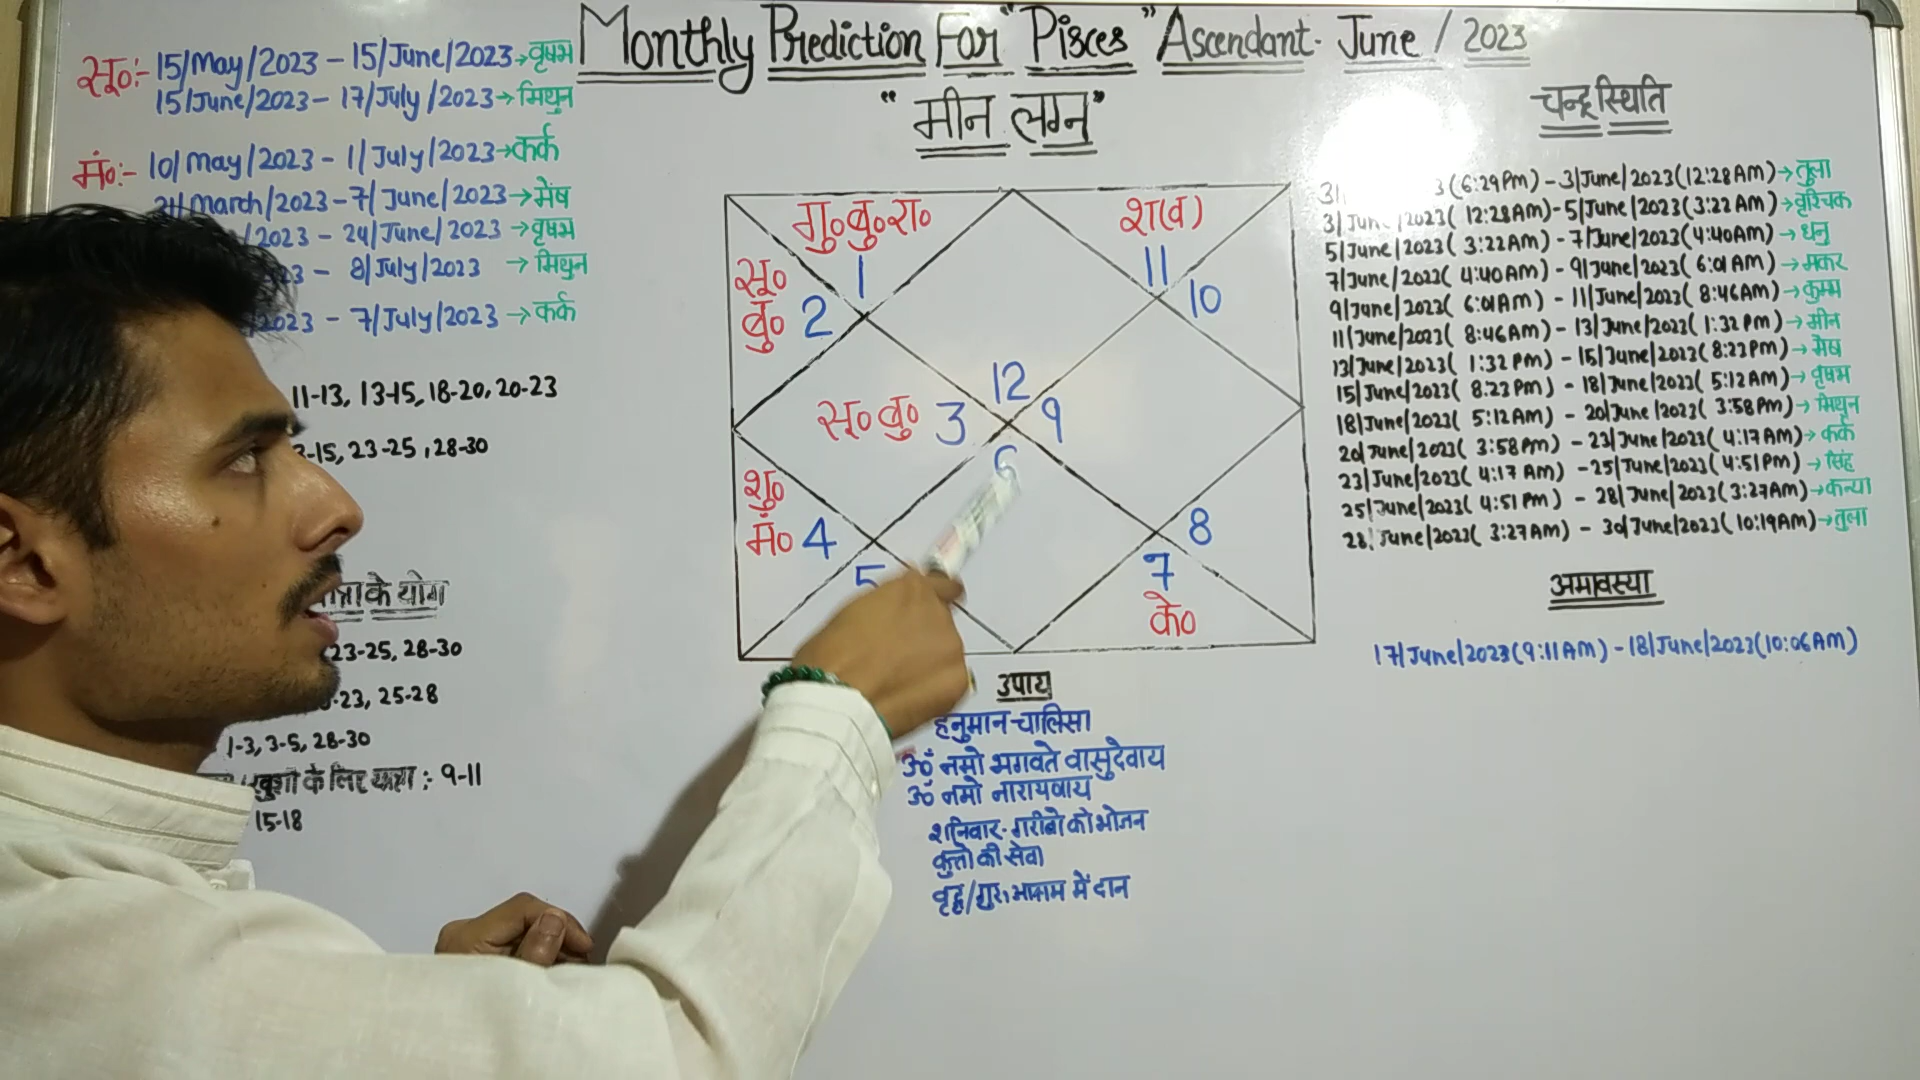 Monthly Prediction For "Pisces" Ascendant. June / 2023
"मीन लग्न"
सू०:- 15/May/2023 - 15/June/2023→वृषभ
15/June/2023 - 17/July/2023→मिथुन
मं०:- 10/May/2023 - 1/July/2023→कर्क
31/March/2023 - 7/June/2023→मेष
/2023 - 24/June/2023 →वृषभ
23 - 8/July/2023 →मिथुन
2023 - 7/July/2023 →कर्क
11-13, 13-15, 18-20, 20-23
3-15, 23-25, 28-30
के योग
23-25, 28-30
-23, 25-28
1-3, 3-5, 28-30
खुशी के लिए यात्रा : 9-11
15-18
गु०बु०रा०
1
सू०
बु० 2
श(व)
11
10
12
सू०बु० 3
9
6
शु०
मं० 4
5
8
7
के०
उपाय
हनुमान-चालिसा
ॐ नमो भगवते वासुदेवाय
ॐ नमो नारायणाय
शनिवार-गरीबो को भोजन
कुत्तो की सेवा
में दान
चन्द्र स्थिति
31 3(6:29Pm) - 3/June/2023(12:28AM)→तुला
3/June/2023(12:28AM) - 5/June/2023(3:22AM)→वृश्चिक
5/June/2023(3:22AM) - 7/June/2023(4:40AM)→धनु
7/June/2023(4:40AM) - 9/June/2023(6:01AM)→मकर
9/June/2023(6:01AM) - 11/June/2023(8:46AM)→कुम्भ
11/June/2023(8:46AM) - 13/June/2023(1:32PM)→मीन
13/June/2023(1:32PM) - 15/June/2023(8:23PM)→मेष
15/June/2023(8:23PM) - 18/June/2023(5:12AM)→वृषभ
18/June/2023(5:12AM) - 20/June/2023(3:58PM)→मिथुन
20/June/2023(3:58PM) - 23/June/2023(4:17AM)→कर्क
23/June/2023(4:17AM) - 25/June/2023(4:51PM)→सिंह
25/June/2023(4:51PM) - 28/June/2023(3:27AM)→कन्या
28/June/2023(3:27AM) - 30/June/2023(10:19AM)→तुला
अमावस्या
17/June/2023(9:11AM) - 18/June/2023(10:06AM)